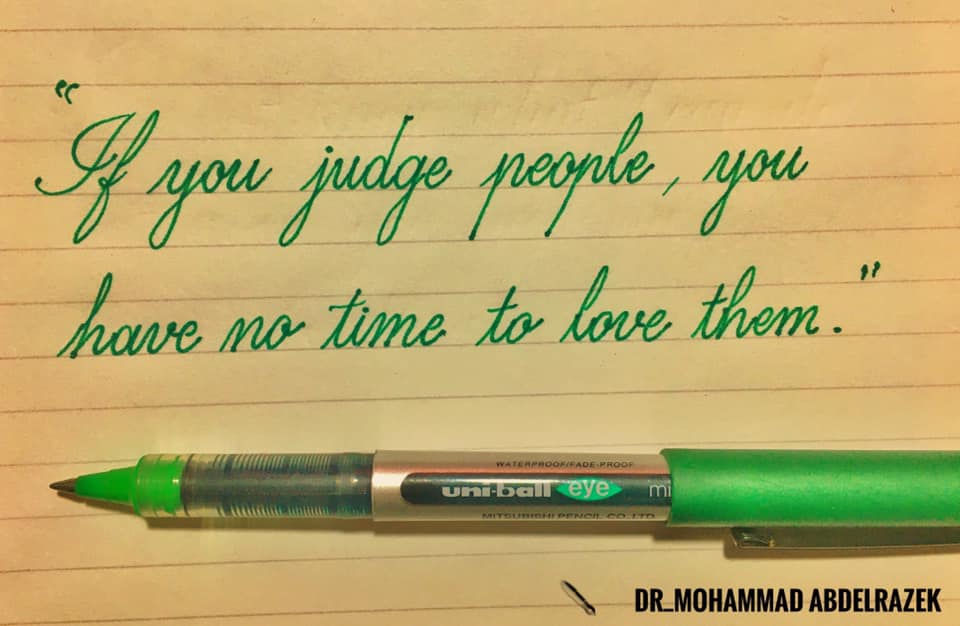 “If you judge people, you
have no time to love them."
WATERPROOF/FADE-PROOF
uni-ball eye mi
MITSUBISHI PENCIL CO. LTD
DR_MOHAMMAD ABDELRAZEK